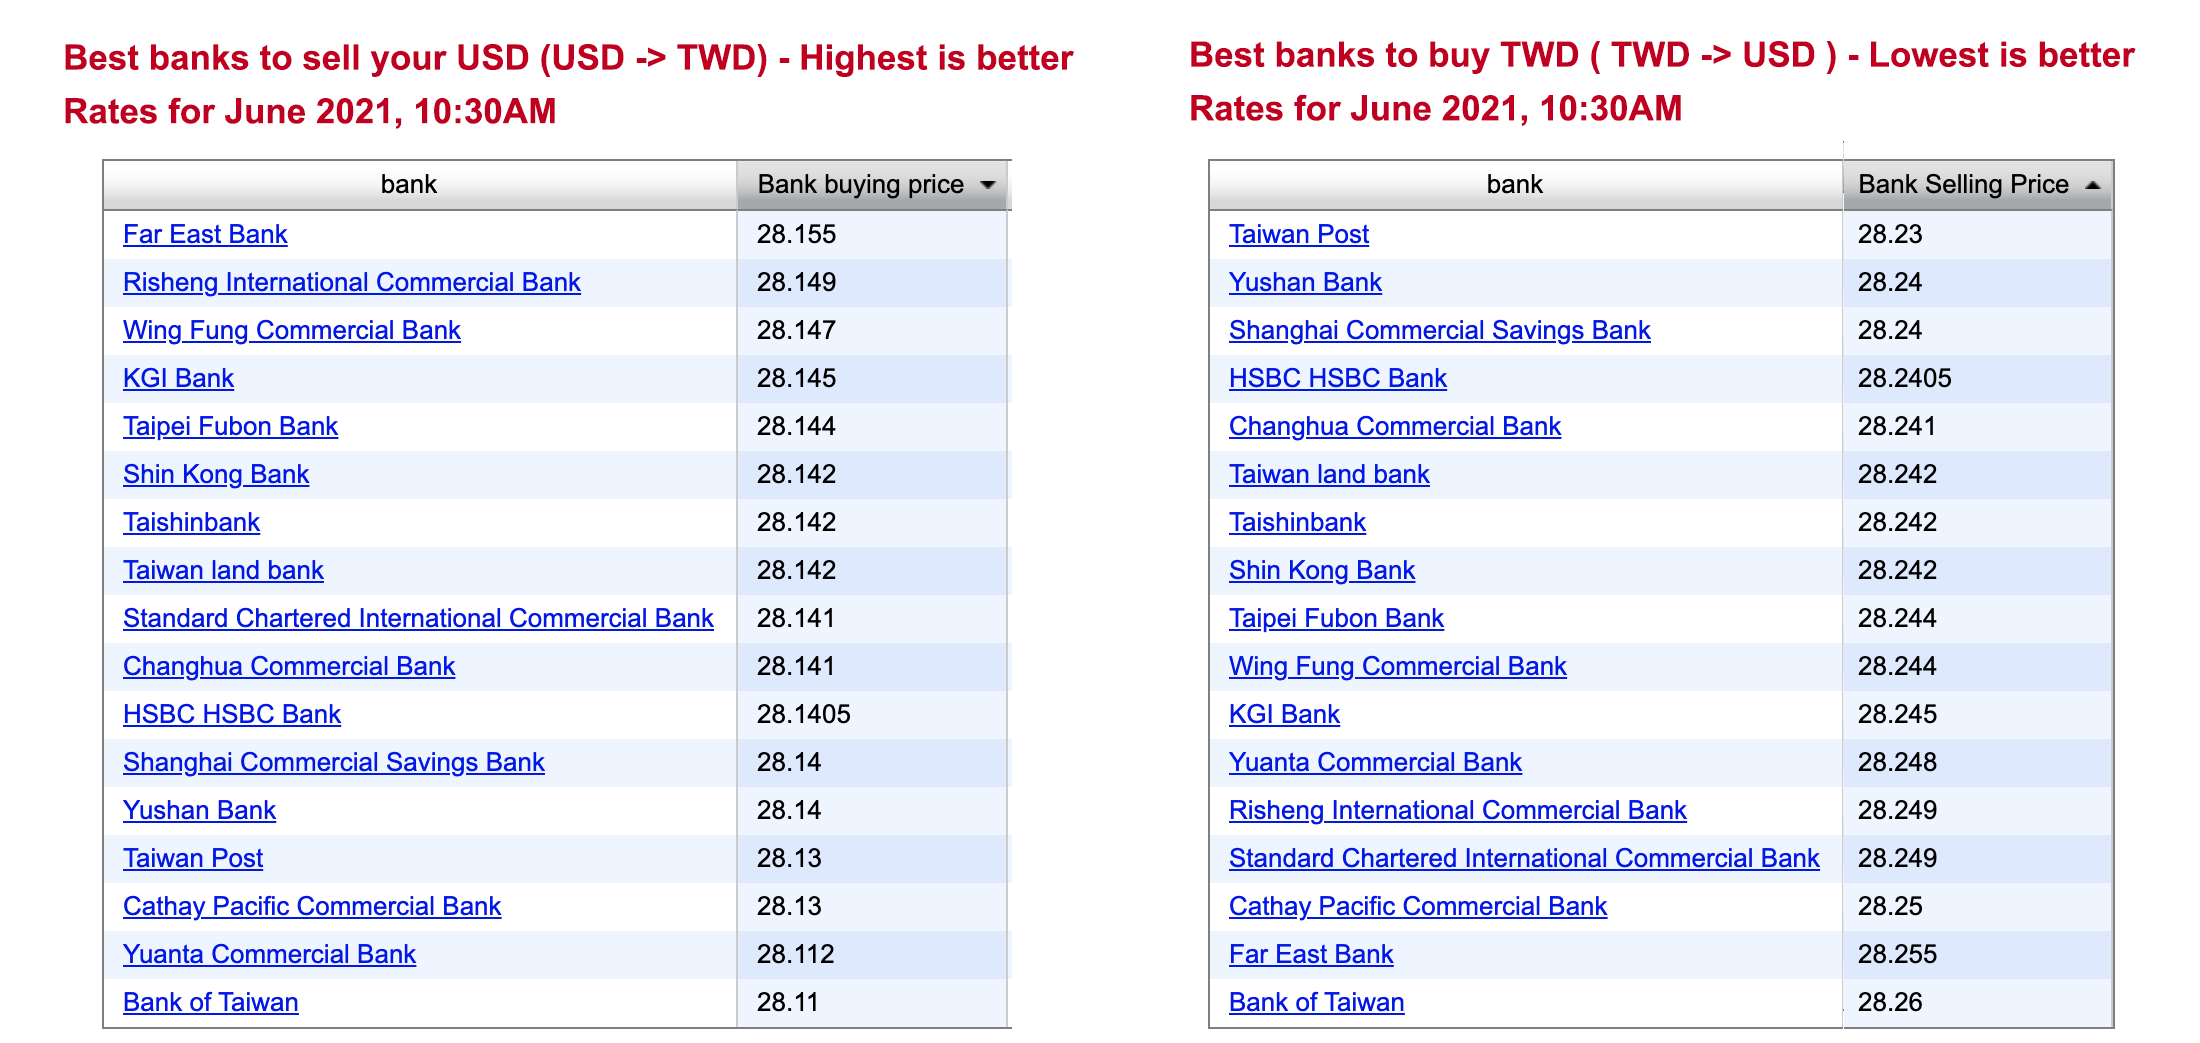 Best banks to sell your USD (USD -> TWD) - Highest is better
Rates for June 2021, 10:30AM
bank Bank buying price
Far East Bank 28.155
Risheng International Commercial Bank 28.149
Wing Fung Commercial Bank 28.147
KGI Bank 28.145
Taipei Fubon Bank 28.144
Shin Kong Bank 28.142
Taishinbank 28.142
Taiwan land bank 28.142
Standard Chartered International Commercial Bank 28.141
Changhua Commercial Bank 28.141
HSBC HSBC Bank 28.1405
Shanghai Commercial Savings Bank 28.14
Yushan Bank 28.14
Taiwan Post 28.13
Cathay Pacific Commercial Bank 28.13
Yuanta Commercial Bank 28.112
Bank of Taiwan 28.11
Best banks to buy TWD ( TWD -> USD ) - Lowest is better
Rates for June 2021, 10:30AM
bank Bank Selling Price
Taiwan Post 28.23
Yushan Bank 28.24
Shanghai Commercial Savings Bank 28.24
HSBC HSBC Bank 28.2405
Changhua Commercial Bank 28.241
Taiwan land bank 28.242
Taishinbank 28.242
Shin Kong Bank 28.242
Taipei Fubon Bank 28.244
Wing Fung Commercial Bank 28.244
KGI Bank 28.245
Yuanta Commercial Bank 28.248
Risheng International Commercial Bank 28.249
Standard Chartered International Commercial Bank 28.249
Cathay Pacific Commercial Bank 28.25
Far East Bank 28.255
Bank of Taiwan 28.26